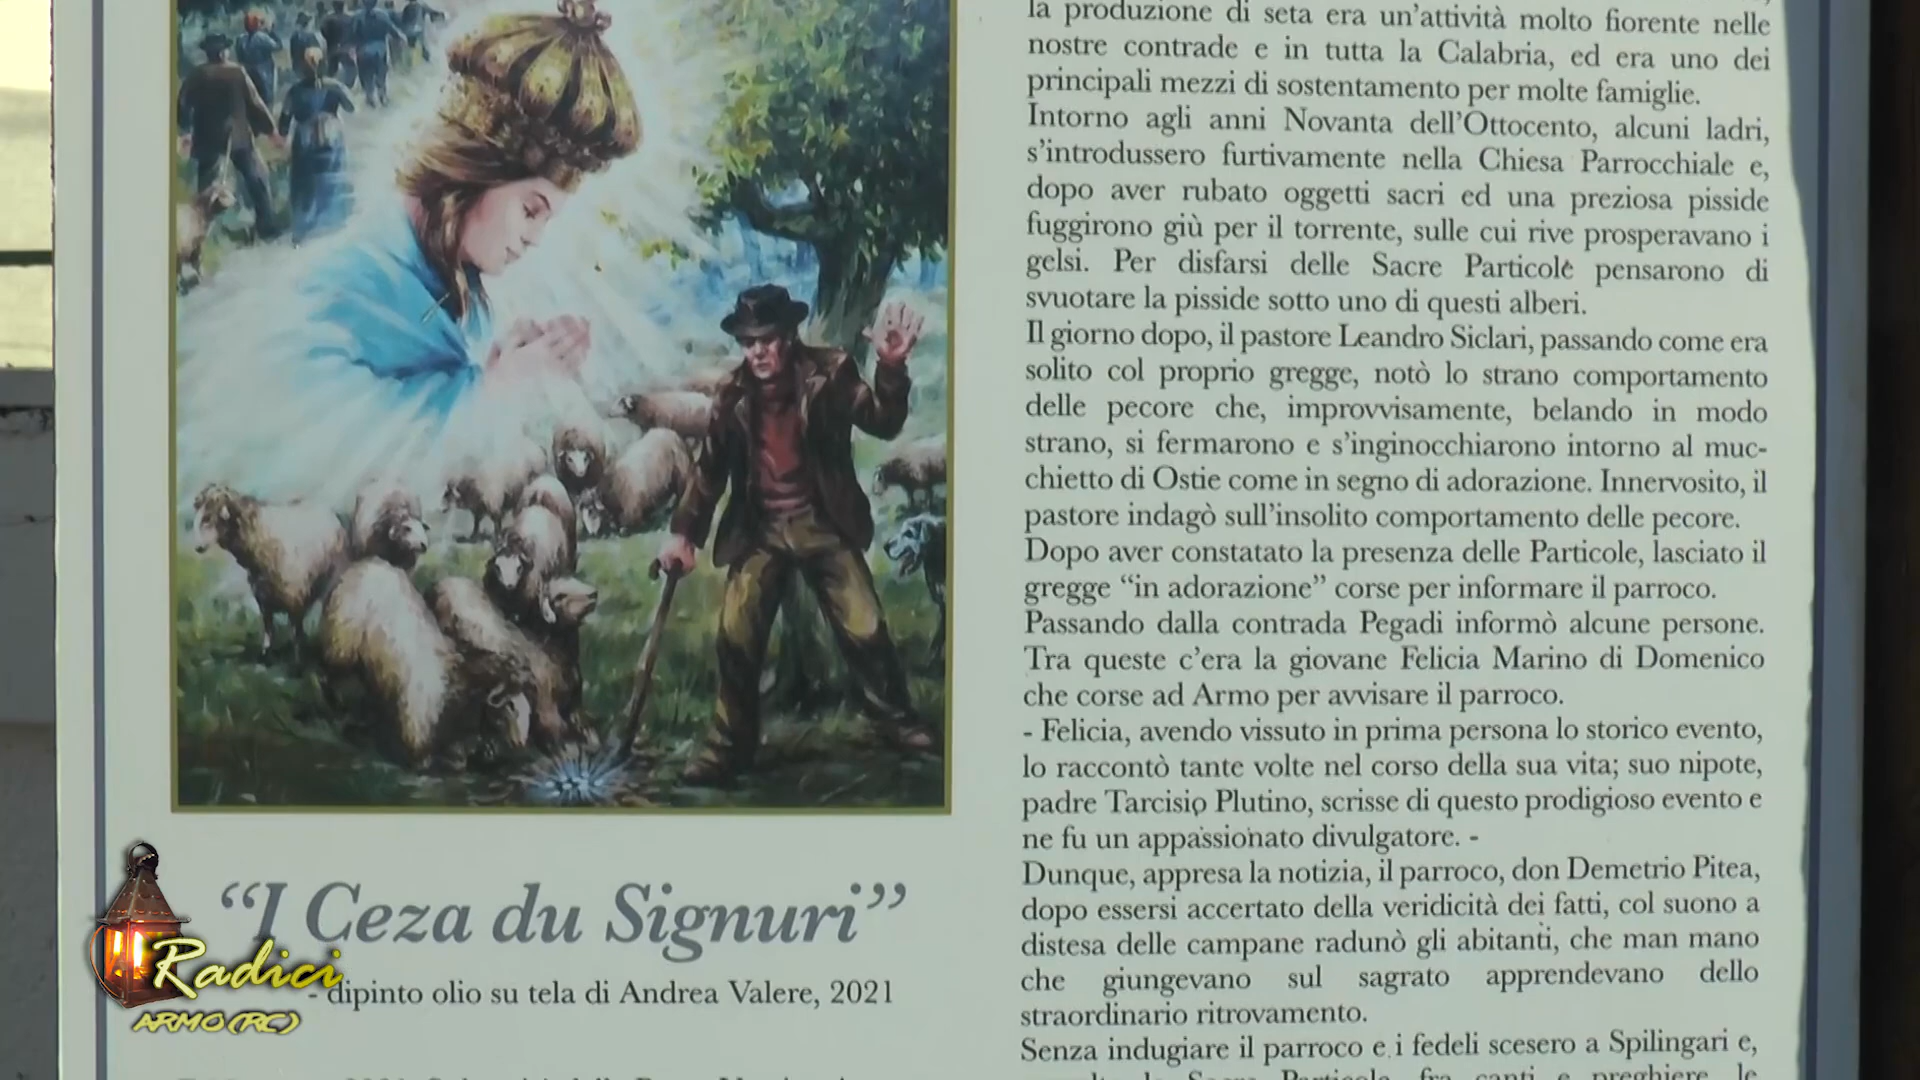 “I Ceza du Signuri”
- dipinto olio su tela di Andrea Valere, 2021
Radici
ARMO (RC)
la produzione di seta era un’attività molto fiorente nelle
nostre contrade e in tutta la Calabria, ed era uno dei
principali mezzi di sostentamento per molte famiglie.
Intorno agli anni Novanta dell’Ottocento, alcuni ladri,
s’introdussero furtivamente nella Chiesa Parrocchiale e,
dopo aver rubato oggetti sacri ed una preziosa pisside
fuggirono giù per il torrente, sulle cui rive prosperavano i
gelsi. Per disfarsi delle Sacre Particole pensarono di
svuotare la pisside sotto uno di questi alberi.
Il giorno dopo, il pastore Leandro Siclari, passando come era
solito col proprio gregge, notò lo strano comportamento
delle pecore che, improvvisamente, belando in modo
strano, si fermarono e s’inginocchiarono intorno al muc-
chietto di Ostie come in segno di adorazione. Innervosito, il
pastore indagò sull’insolito comportamento delle pecore.
Dopo aver constatato la presenza delle Particole, lasciato il
gregge “in adorazione” corse per informare il parroco.
Passando dalla contrada Pegadi informò alcune persone.
Tra queste c’era la giovane Felicia Marino di Domenico
che corse ad Armo per avvisare il parroco.
- Felicia, avendo vissuto in prima persona lo storico evento,
lo raccontò tante volte nel corso della sua vita; suo nipote,
padre Tarcisio Plutino, scrisse di questo prodigioso evento e
ne fu un appassionato divulgatore. -
Dunque, appresa la notizia, il parroco, don Demetrio Pitea,
dopo essersi accertato della veridicità dei fatti, col suono a
distesa delle campane radunò gli abitanti, che man mano
che giungevano sul sagrato apprendevano dello
straordinario ritrovamento.
Senza indugiare il parroco e i fedeli scesero a Spilingari e,
Sacre Particole, fra canti e preghiere, le